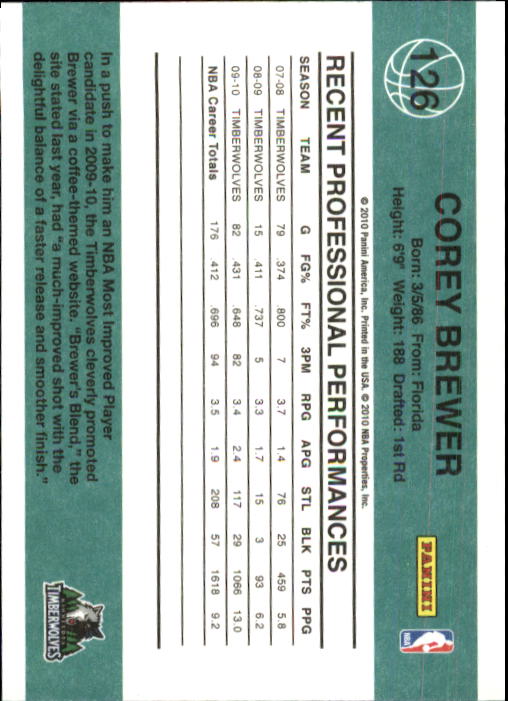 126
COREY BREWER
Born: 3/5/86 From: Florida
Height: 6'9" Weight: 188 Drafted: 1st Rd
PANINI
NBA
© 2010 Panini America, Inc. Printed in the USA. © 2010 NBA Properties, Inc.
RECENT PROFESSIONAL PERFORMANCES
SEASON TEAM G FG% FT% 3PM RPG APG STL BLK PTS PPG
07-08 TIMBERWOLVES 79 .374 .800 7 3.7 1.4 76 25 459 5.8
08-09 TIMBERWOLVES 15 .411 .737 5 3.3 1.7 15 3 93 6.2
09-10 TIMBERWOLVES 82 .431 .648 82 3.4 2.4 117 29 1066 13.0
NBA Career Totals 176 .412 .696 94 3.5 1.9 208 57 1618 9.2
In a push to make him an NBA Most Improved Player
candidate in 2009-10, the Timberwolves cleverly promoted
Brewer via a coffee-themed website. "Brewer's Blend," the
site stated last year, had "a much-improved shot with the
delightful balance of a faster release and smoother finish."
TIMBERWOLVES